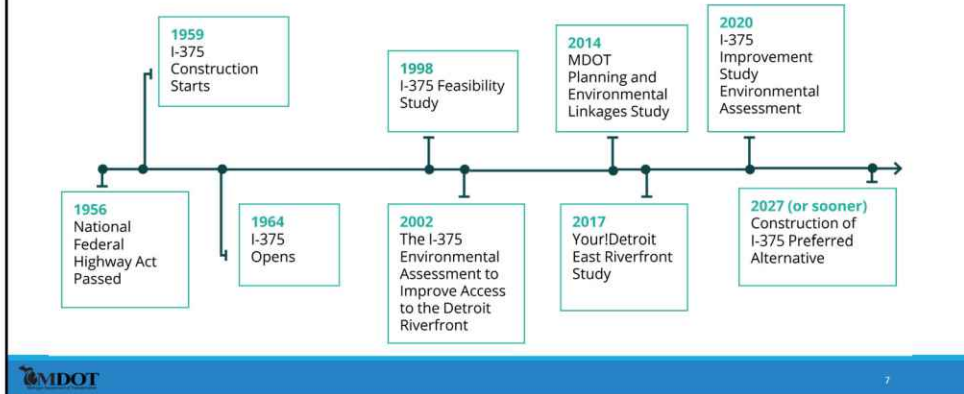 1959
I-375
Construction
Starts
1998
I-375 Feasibility
Study
2014
MDOT
Planning and
Environmental
Linkages Study
2020
I-375
Improvement
Study
Environmental
Assessment
1956
National
Federal
Highway Act
Passed
1964
I-375
Opens
2002
The I-375
Environmental
Assessment to
Improve Access
to the Detroit
Riverfront
2017
Your!Detroit
East Riverfront
Study
2027 (or sooner)
Construction of
I-375 Preferred
Alternative
MDOT
7